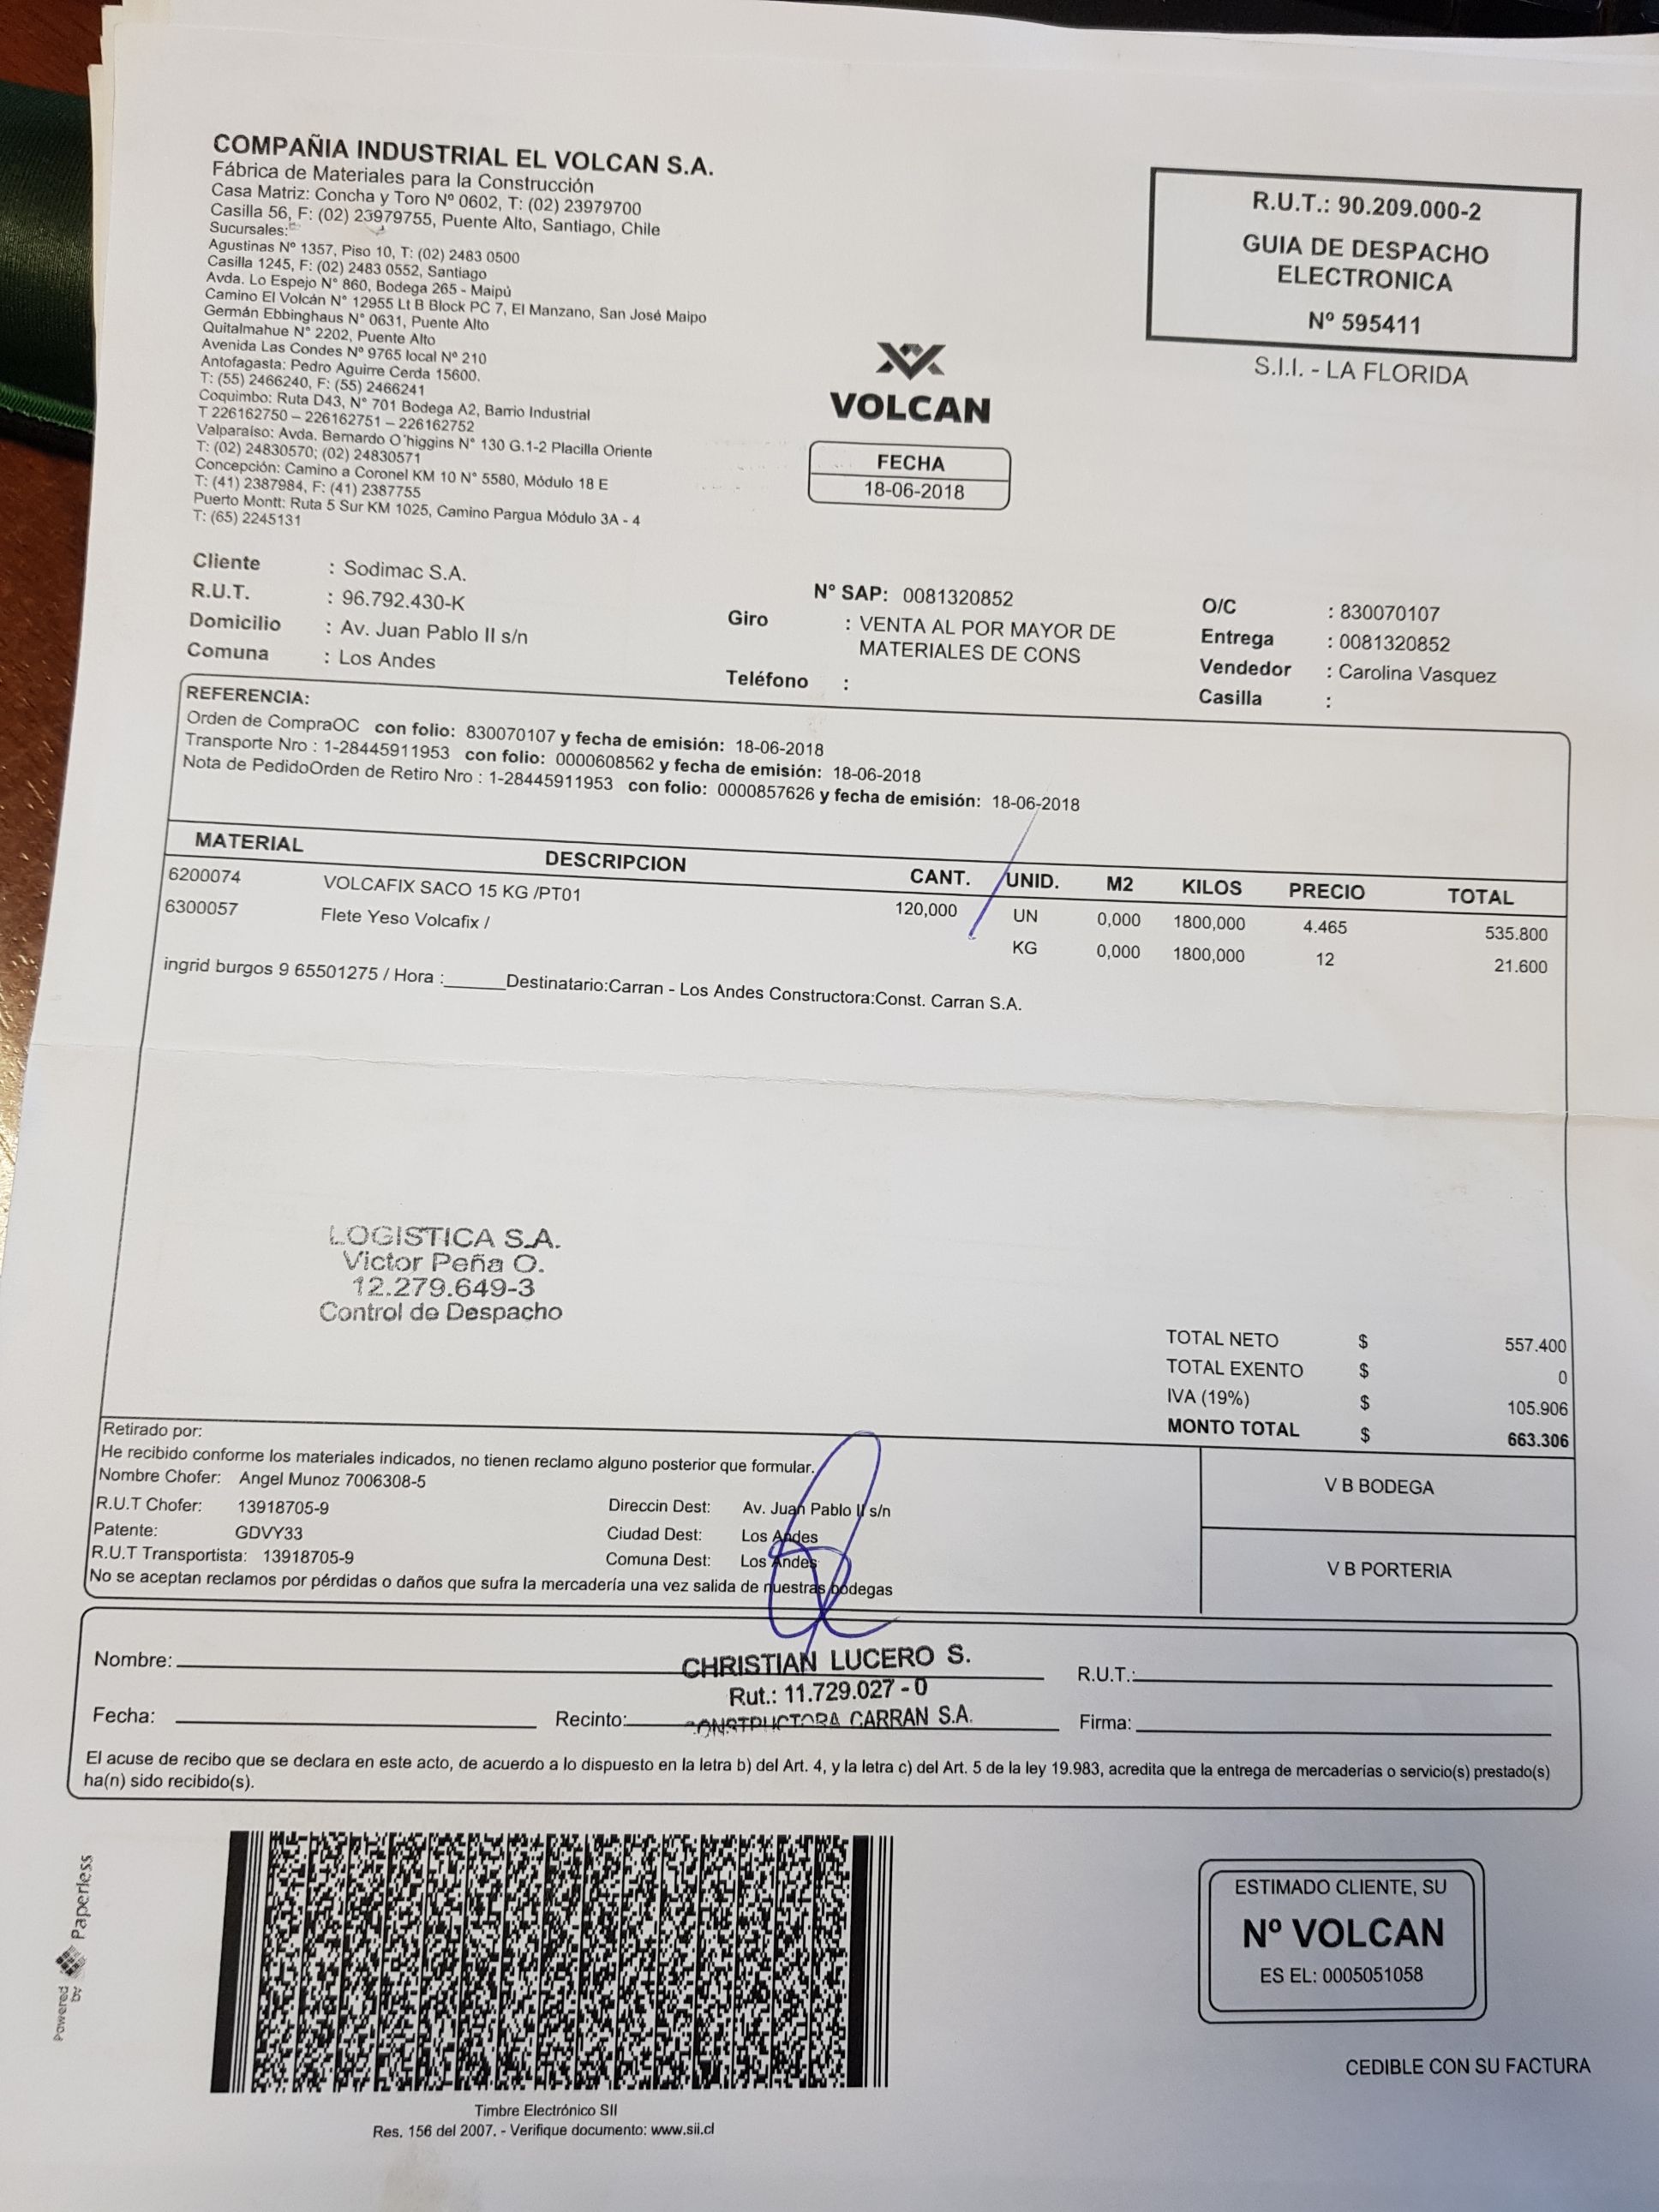 COMPAÑIA INDUSTRIAL EL VOLCAN S.A.
Fábrica de Materiales para la Construcción
Casa Matriz: Concha y Toro Nº 0602, T: (02) 23979700
Casilla 56, F: (02) 23979755, Puente Alto, Santiago, Chile
Sucursales:
Agustinas Nº 1357, Piso 10, T: (02) 2483 0500
Casilla 1245, F: (02) 2483 0552, Santiago
Avda. Lo Espejo N° 860, Bodega 265 - Maipú
Camino El Volcán N° 12955 Lt B Block PC 7, El Manzano, San José Maipo
Germán Ebbinghaus N° 0631, Puente Alto
Quitalmahue N° 2202, Puente Alto
Avenida Las Condes Nº 9765 local Nº 210
Antofagasta: Pedro Aguirre Cerda 15600.
T: (55) 2466240, F: (55) 2466241
Coquimbo: Ruta D43, N° 701 Bodega A2, Barrio Industrial
T 226162750 – 226162751 – 226162752
Valparaíso: Avda. Bernardo O'higgins N° 130 G.1-2 Placilla Oriente
T: (02) 24830570; (02) 24830571
Concepción: Camino a Coronel KM 10 N° 5580, Módulo 18 E
T: (41) 2387984, F: (41) 2387755
Puerto Montt: Ruta 5 Sur KM 1025, Camino Pargua Módulo 3A - 4
T: (65) 2245131
VOLCAN
FECHA
18-06-2018
R.U.T.: 90.209.000-2
GUIA DE DESPACHO
ELECTRONICA
Nº 595411
S.I.I. - LA FLORIDA
Cliente : Sodimac S.A.
R.U.T. : 96.792.430-K
Domicilio : Av. Juan Pablo II s/n
Comuna : Los Andes
N° SAP: 0081320852
Giro : VENTA AL POR MAYOR DE
MATERIALES DE CONS
Teléfono :
O/C : 830070107
Entrega : 0081320852
Vendedor : Carolina Vasquez
Casilla :
REFERENCIA:
Orden de CompraOC con folio: 830070107 y fecha de emisión: 18-06-2018
Transporte Nro : 1-28445911953 con folio: 0000608562 y fecha de emisión: 18-06-2018
Nota de PedidoOrden de Retiro Nro : 1-28445911953 con folio: 0000857626 y fecha de emisión: 18-06-2018
MATERIAL DESCRIPCION CANT. UNID. M2 KILOS PRECIO TOTAL
6200074 VOLCAFIX SACO 15 KG /PT01 120,000 UN 0,000 1800,000 4.465 535.800
6300057 Flete Yeso Volcafix / KG 0,000 1800,000 12 21.600
ingrid burgos 9 65501275 / Hora :______Destinatario:Carran - Los Andes Constructora:Const. Carran S.A.
LOGISTICA S.A.
Victor Peña O.
12.279.649-3
Control de Despacho
TOTAL NETO $ 557.400
TOTAL EXENTO $ 0
IVA (19%) $ 105.906
MONTO TOTAL $ 663.306
Retirado por:
He recibido conforme los materiales indicados, no tienen reclamo alguno posterior que formular.
Nombre Chofer: Angel Munoz 7006308-5
R.U.T Chofer: 13918705-9
Patente: GDVY33
R.U.T Transportista: 13918705-9
Direccin Dest: Av. Juan Pablo II s/n
Ciudad Dest: Los Andes
Comuna Dest: Los Andes
No se aceptan reclamos por pérdidas o daños que sufra la mercadería una vez salida de nuestras bodegas
V B BODEGA
V B PORTERIA
Nombre:
CHRISTIAN LUCERO S.
R.U.T.:
Rut.: 11.729.027 - 0
Fecha:
Recinto:
CONSTRUCTORA CARRAN S.A.
Firma:
El acuse de recibo que se declara en este acto, de acuerdo a lo dispuesto en la letra b) del Art. 4, y la letra c) del Art. 5 de la ley 19.983, acredita que la entrega de mercaderías o servicio(s) prestado(s)
ha(n) sido recibido(s).
Powered by Paperless
Timbre Electrónico SII
Res. 156 del 2007. - Verifique documento: www.sii.cl
ESTIMADO CLIENTE, SU
Nº VOLCAN
ES EL: 0005051058
CEDIBLE CON SU FACTURA